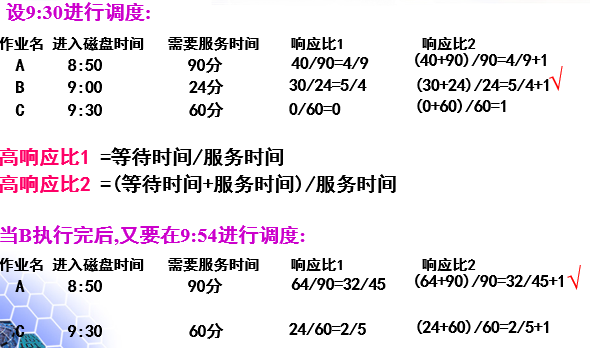 设9:30进行调度:
作业名 进入磁盘时间 需要服务时间 响应比1 响应比2
A 8:50 90分 40/90=4/9 (40+90)/90=4/9+1
B 9:00 24分 30/24=5/4 (30+24)/24=5/4+1√
C 9:30 60分 0/60=0 (0+60)/60=1
高响应比1 =等待时间/服务时间
高响应比2 =(等待时间+服务时间)/服务时间
当B执行完后,又要在9:54进行调度:
作业名 进入磁盘时间 需要服务时间 响应比1 响应比2
A 8:50 90分 64/90=32/45 (64+90)/90=32/45+1√
C 9:30 60分 24/60=2/5 (24+60)/60=2/5+1